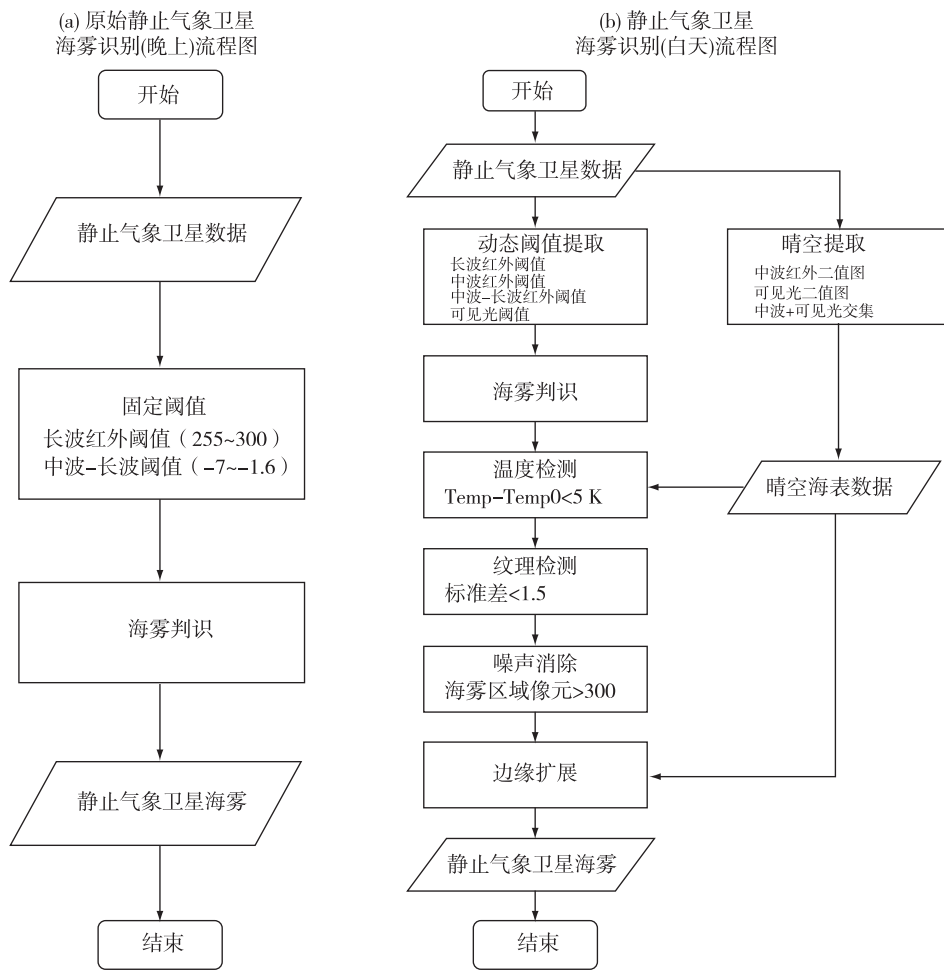 (a) 原始静止气象卫星
海雾识别(晚上)流程图
开始
静止气象卫星数据
固定阈值
长波红外阈值（255~300）
中波–长波阈值（–7~–1.6）
海雾判识
静止气象卫星海雾
结束
(b) 静止气象卫星
海雾识别(白天)流程图
开始
静止气象卫星数据
动态阈值提取
长波红外阈值
中波红外阈值
中波–长波红外阈值
可见光阈值
晴空提取
中波红外二值图
可见光二值图
中波+可见光交集
海雾判识
温度检测
Temp–Temp0<5 K
晴空海表数据
纹理检测
标准差<1.5
噪声消除
海雾区域像元>300
边缘扩展
静止气象卫星海雾
结束